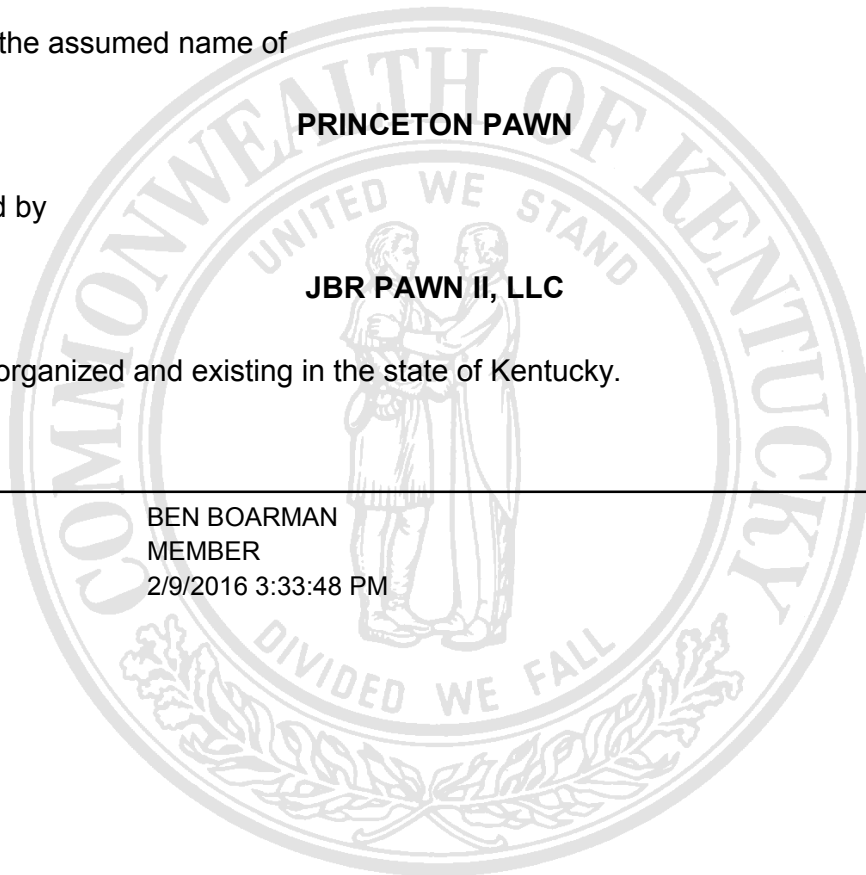 the assumed name of
PRINCETON PAWN
d by
JBR PAWN II, LLC
organized and existing in the state of Kentucky.
BEN BOARMAN
MEMBER
2/9/2016 3:33:48 PM
COMMONWEALTH OF KENTUCKY
UNITED WE STAND
DIVIDED WE FALL